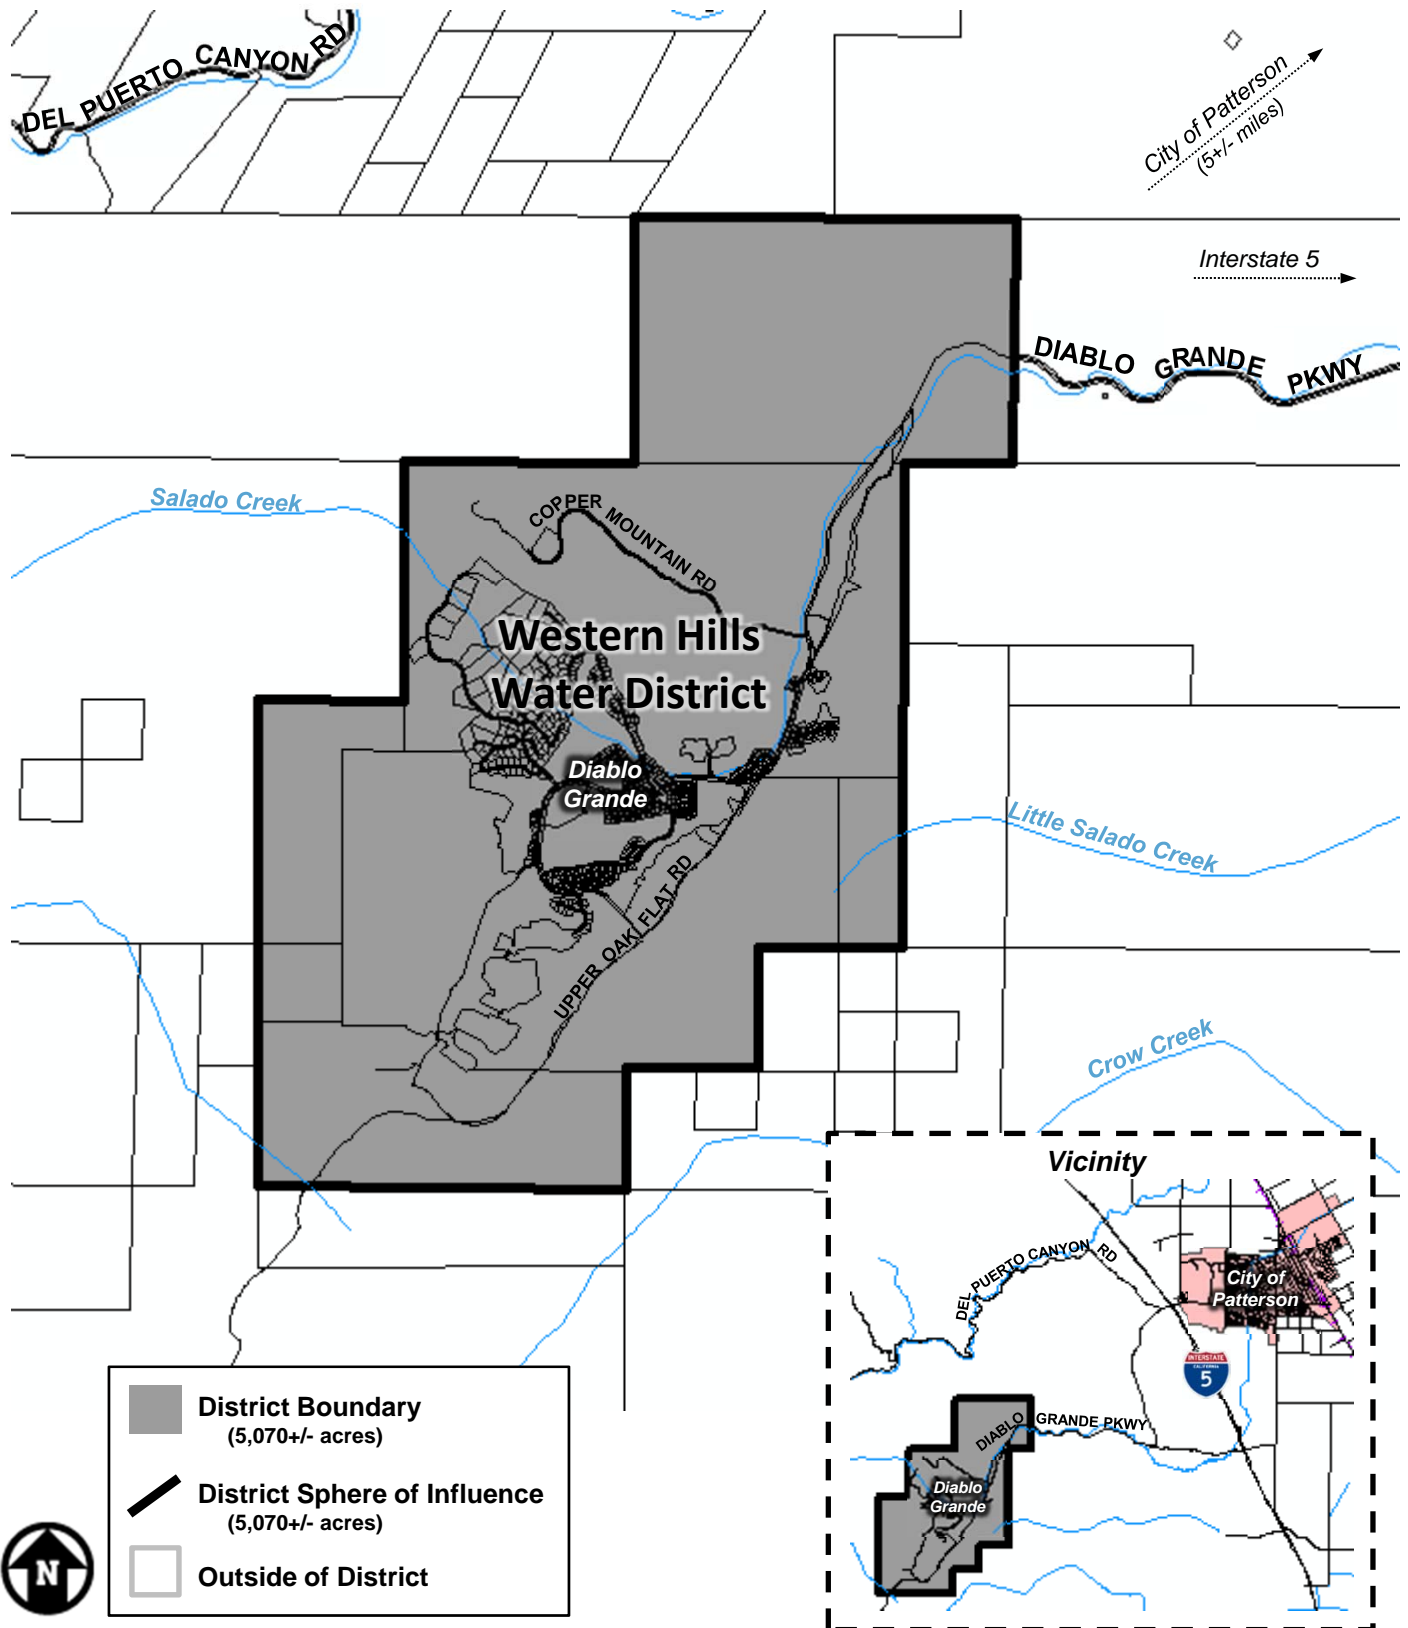 DEL PUERTO CANYON RD
City of Patterson
(5+/- miles)
Interstate 5
DIABLO GRANDE PKWY
Salado Creek
COPPER MOUNTAIN RD
Western Hills
Water District
Diablo
Grande
Little Salado Creek
UPPER OAK FLAT RD
Crow Creek
Vicinity
DEL PUERTO CANYON RD
City of
Patterson
INTERSTATE
CALIFORNIA
5
DIABLO GRANDE PKWY
Diablo
Grande
District Boundary
(5,070+/- acres)
District Sphere of Influence
(5,070+/- acres)
Outside of District
N